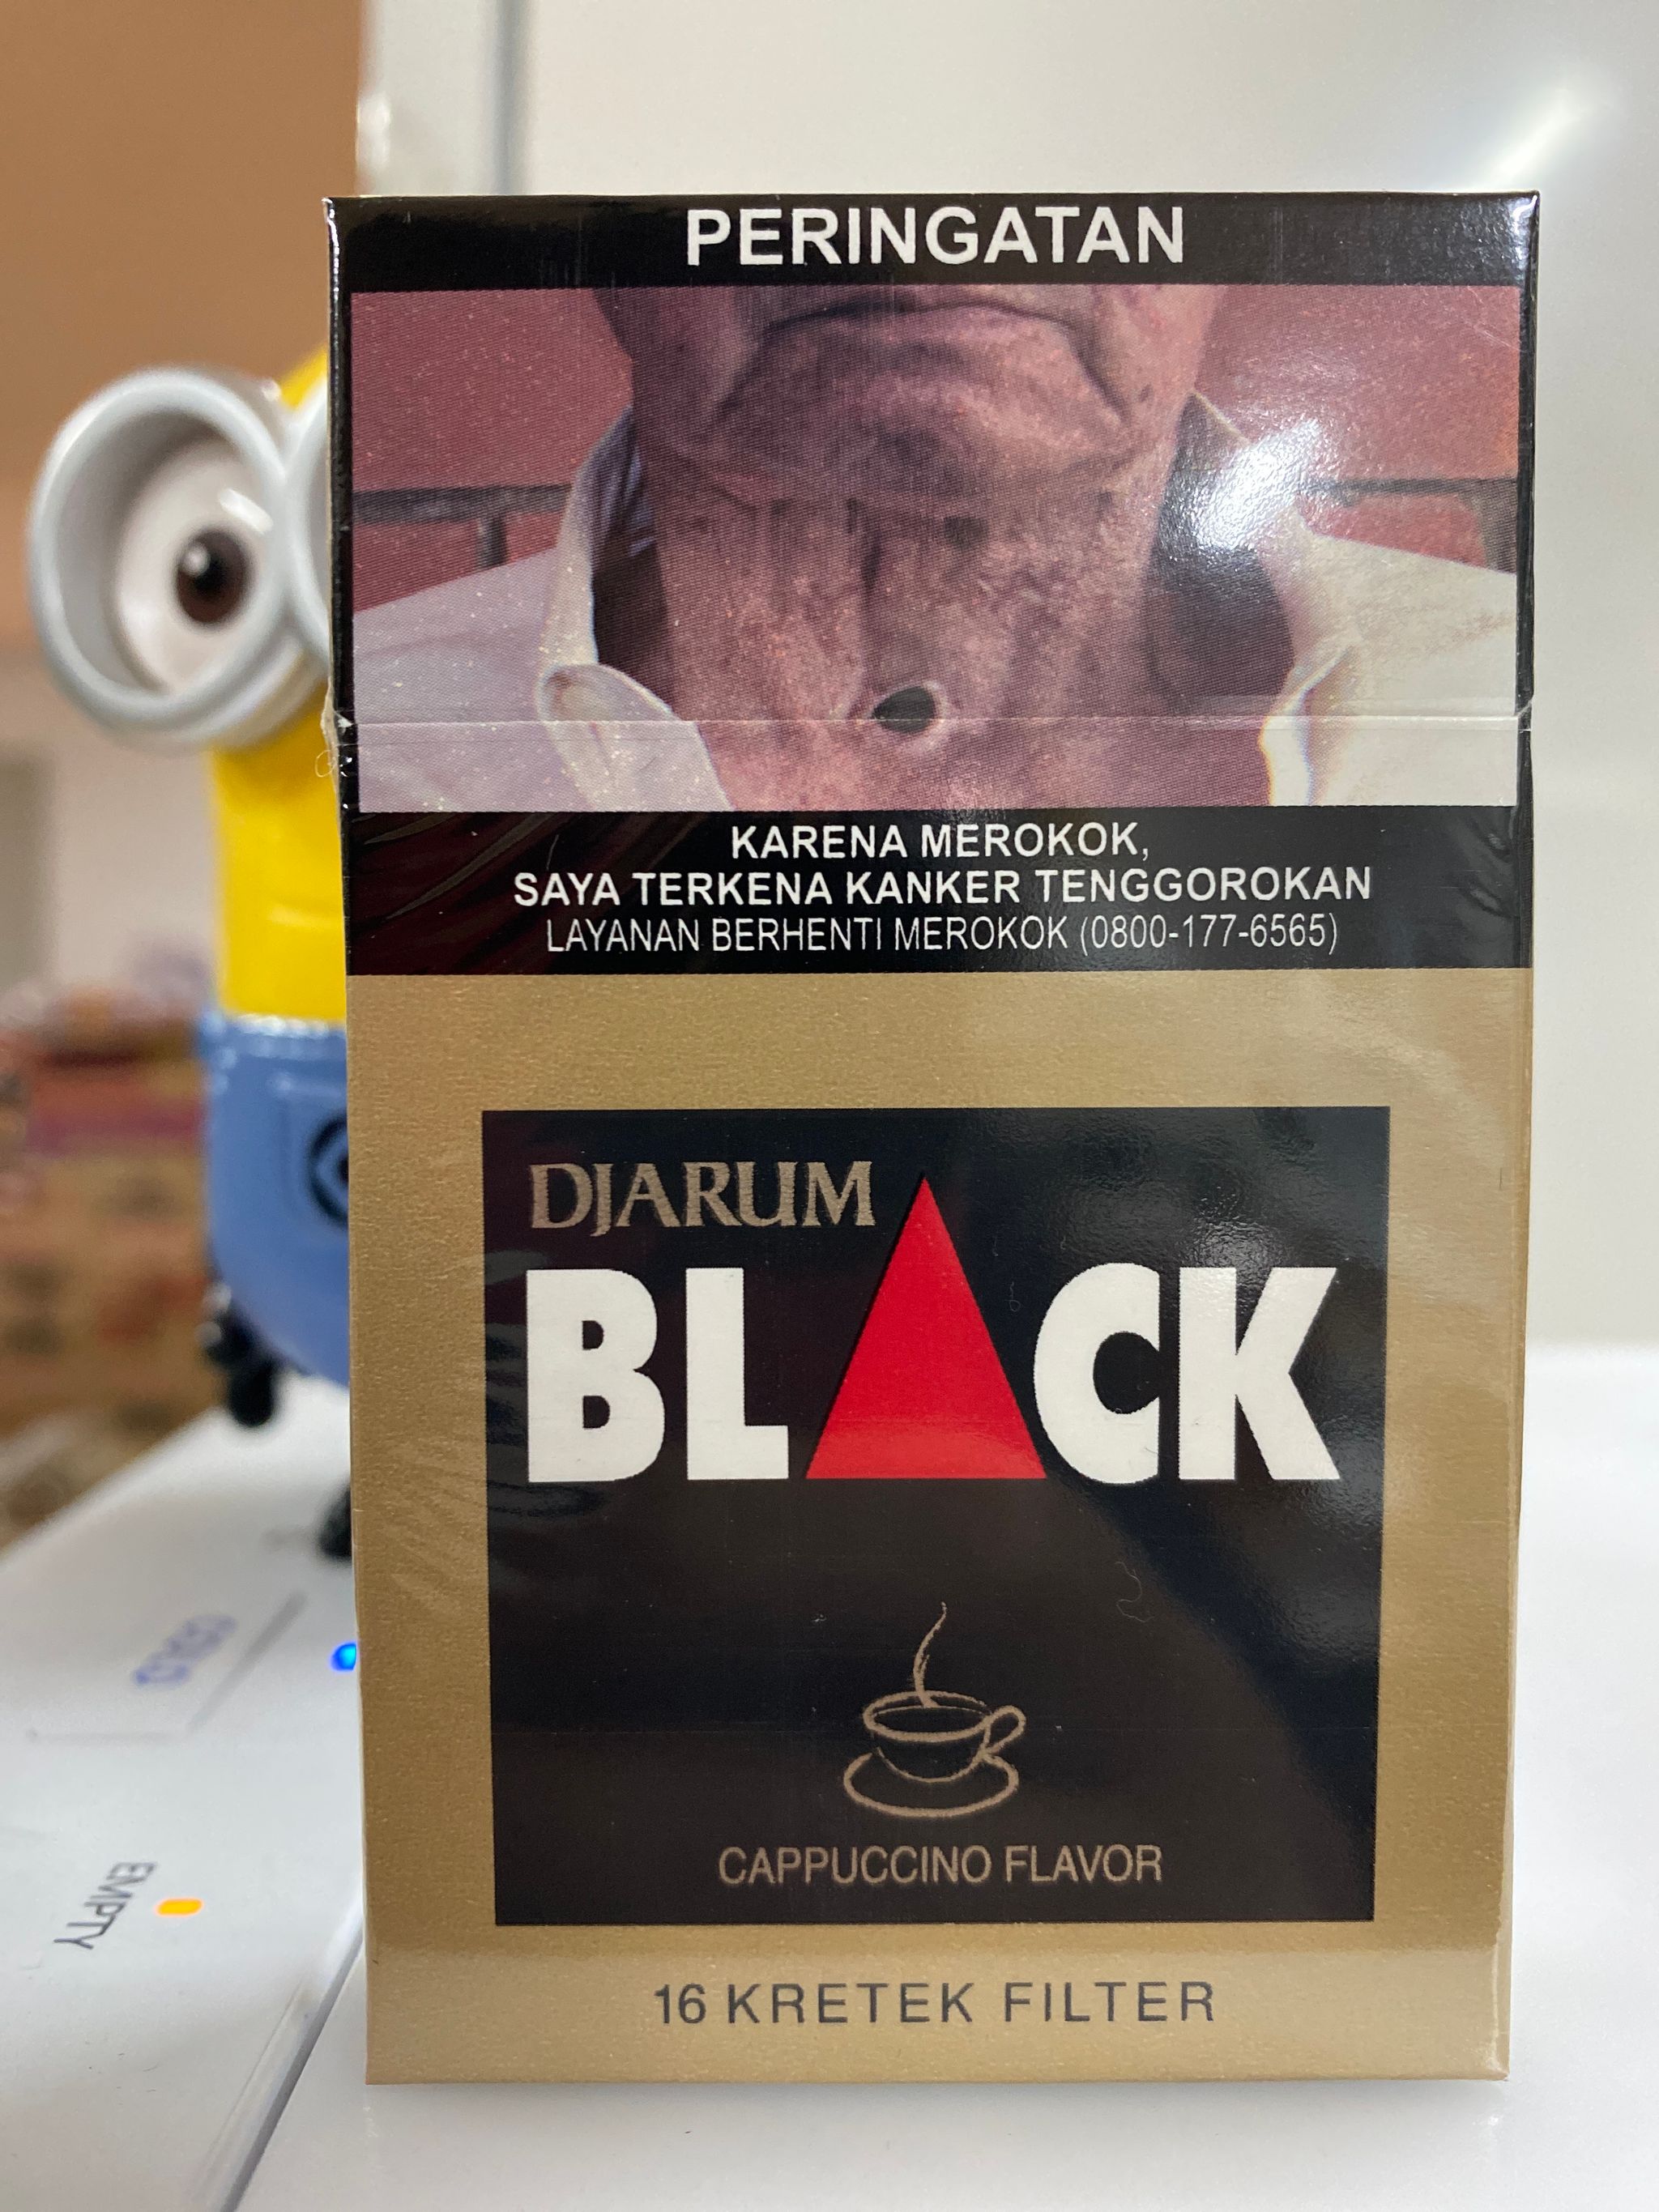 PERINGATAN
KARENA MEROKOK,
SAYA TERKENA KANKER TENGGOROKAN
LAYANAN BERHENTI MEROKOK (0800-177-6565)
DJARUM
BLACK
CAPPUCCINO FLAVOR
16 KRETEK FILTER
EMPTY